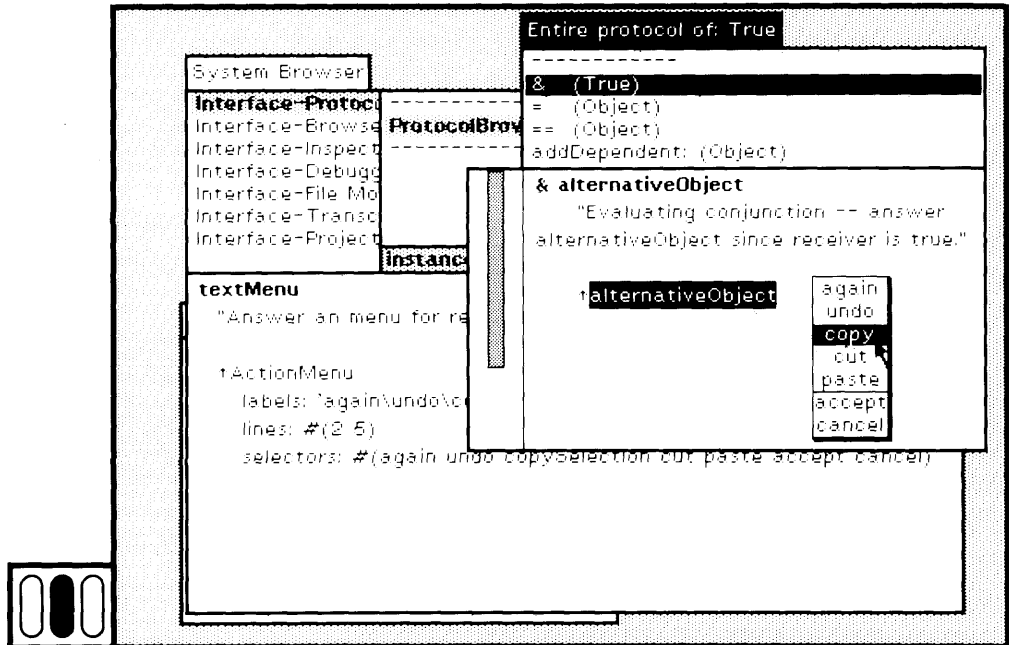 Entire protocol of: True
------------
& (True)
= (Object)
== (Object)
addDependent: (Object)
System Browser
Interface-Protoc
Interface-Browse
Interface-Inspect
Interface-Debugg
Interface-File Mo
Interface-Transc
Interface-Project
------------
ProtocolBrow
------------
instance
& alternativeObject
"Evaluating conjunction -- answer
alternativeObject since receiver is true."
↑alternativeObject
again
undo
copy
cut
paste
accept
cancel
textMenu
"Answer an menu for re
↑ActionMenu
labels: 'again\undo\c
lines: #(2 5)
selectors: #(again undo copySelection cut paste accept cancel)